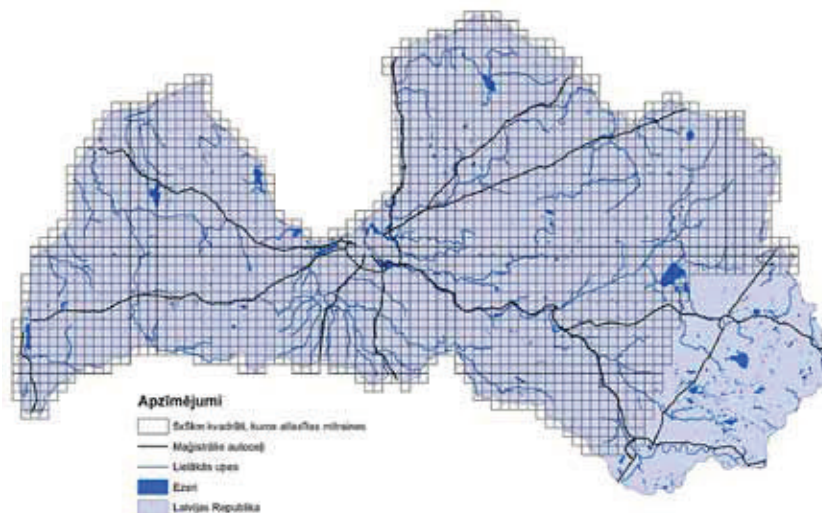 Apzīmējumi
5x5km kvadrāti, kuros atlasītas mitraines
Maģistrālie autoceļi
Lielākās upes
Ezeri
Latvijas Republika